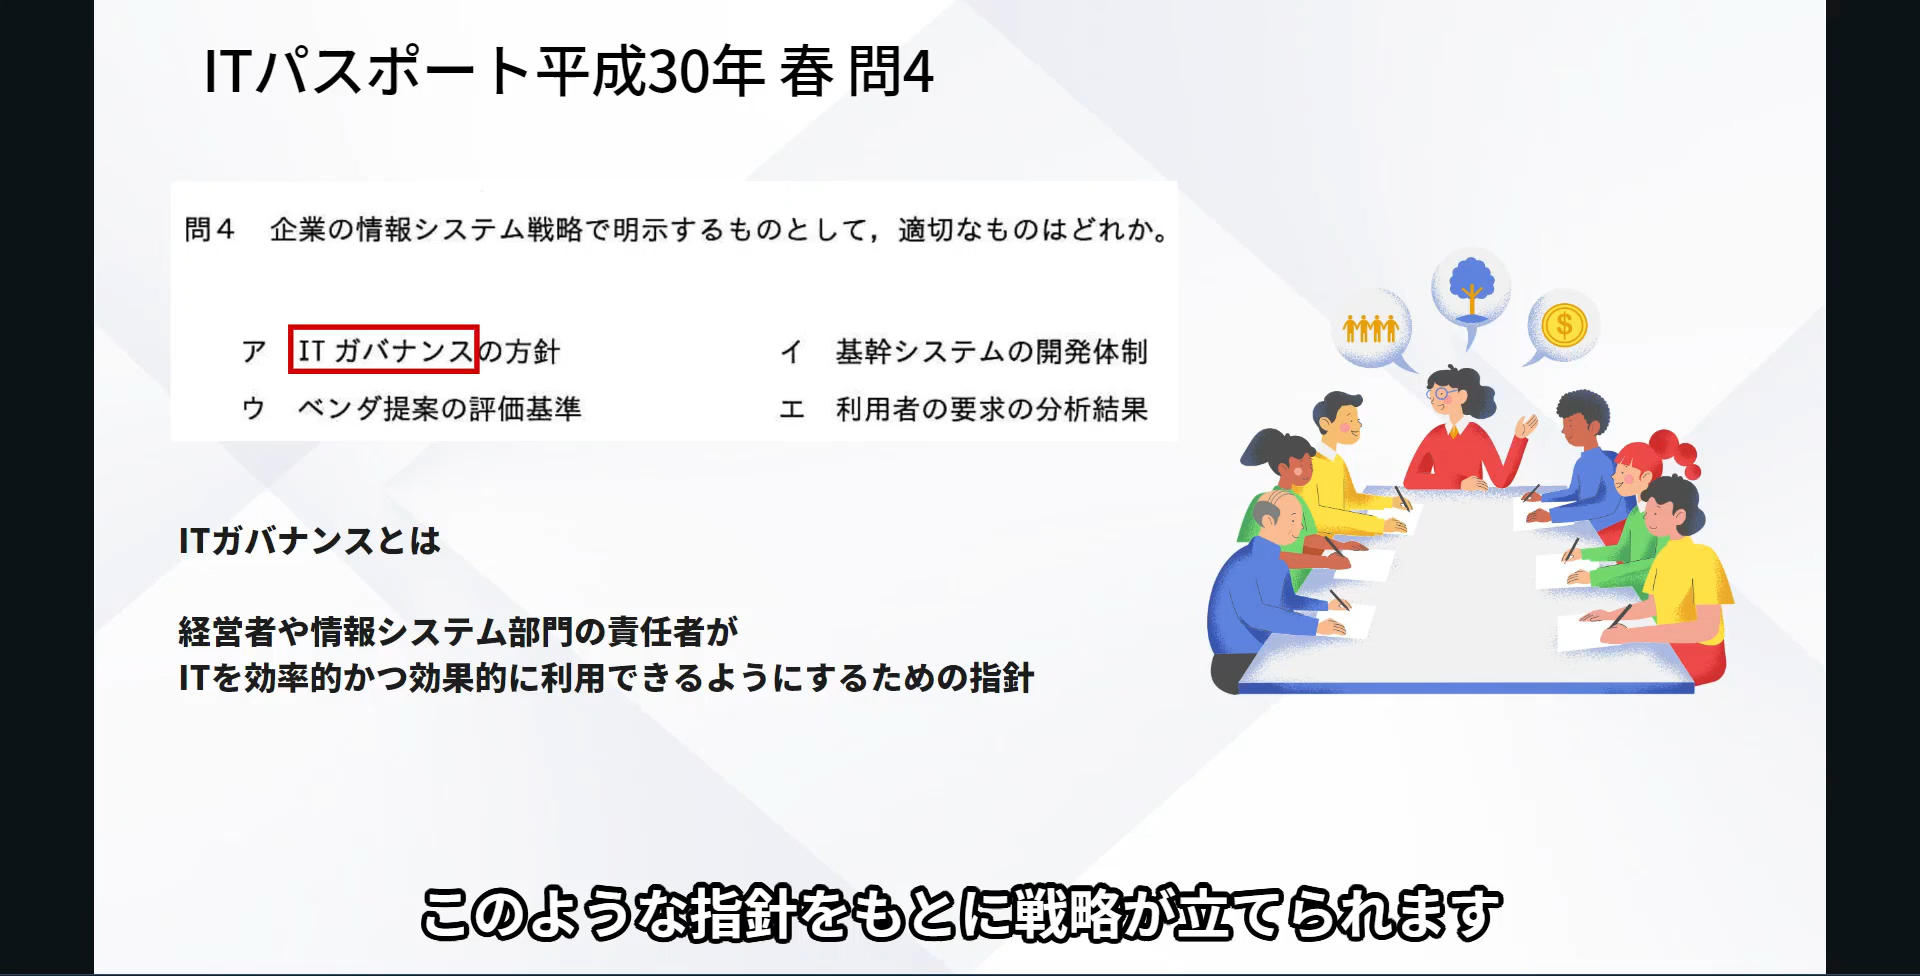 ITパスポート平成30年 春 問4
問４　企業の情報システム戦略で明示するものとして，適切なものはどれか。
ア　IT ガバナンスの方針　イ　基幹システムの開発体制
ウ　ベンダ提案の評価基準　エ　利用者の要求の分析結果
ITガバナンスとは
経営者や情報システム部門の責任者が
ITを効率的かつ効果的に利用できるようにするための指針
$
このような指針をもとに戦略が立てられます